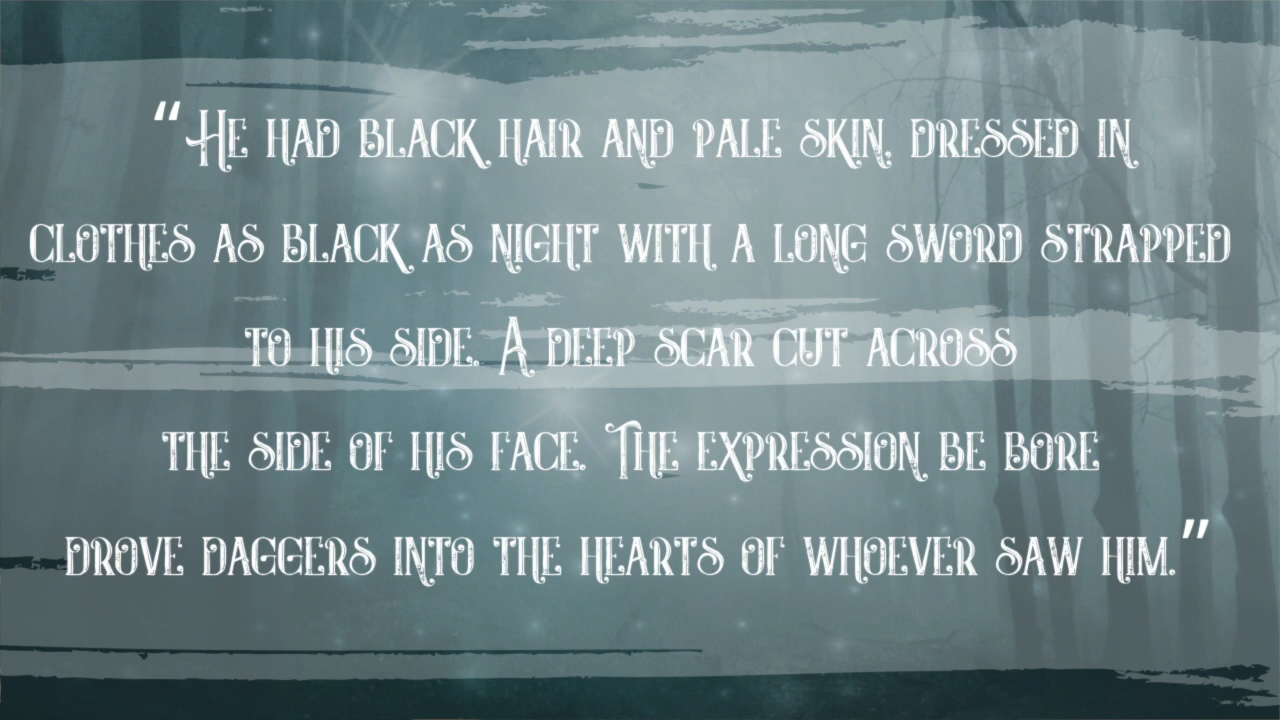 “He had black hair and pale skin, dressed in
clothes as black as night with a long sword strapped
to his side. A deep scar cut across
the side of his face. The expression be bore
drove daggers into the hearts of whoever saw him.”